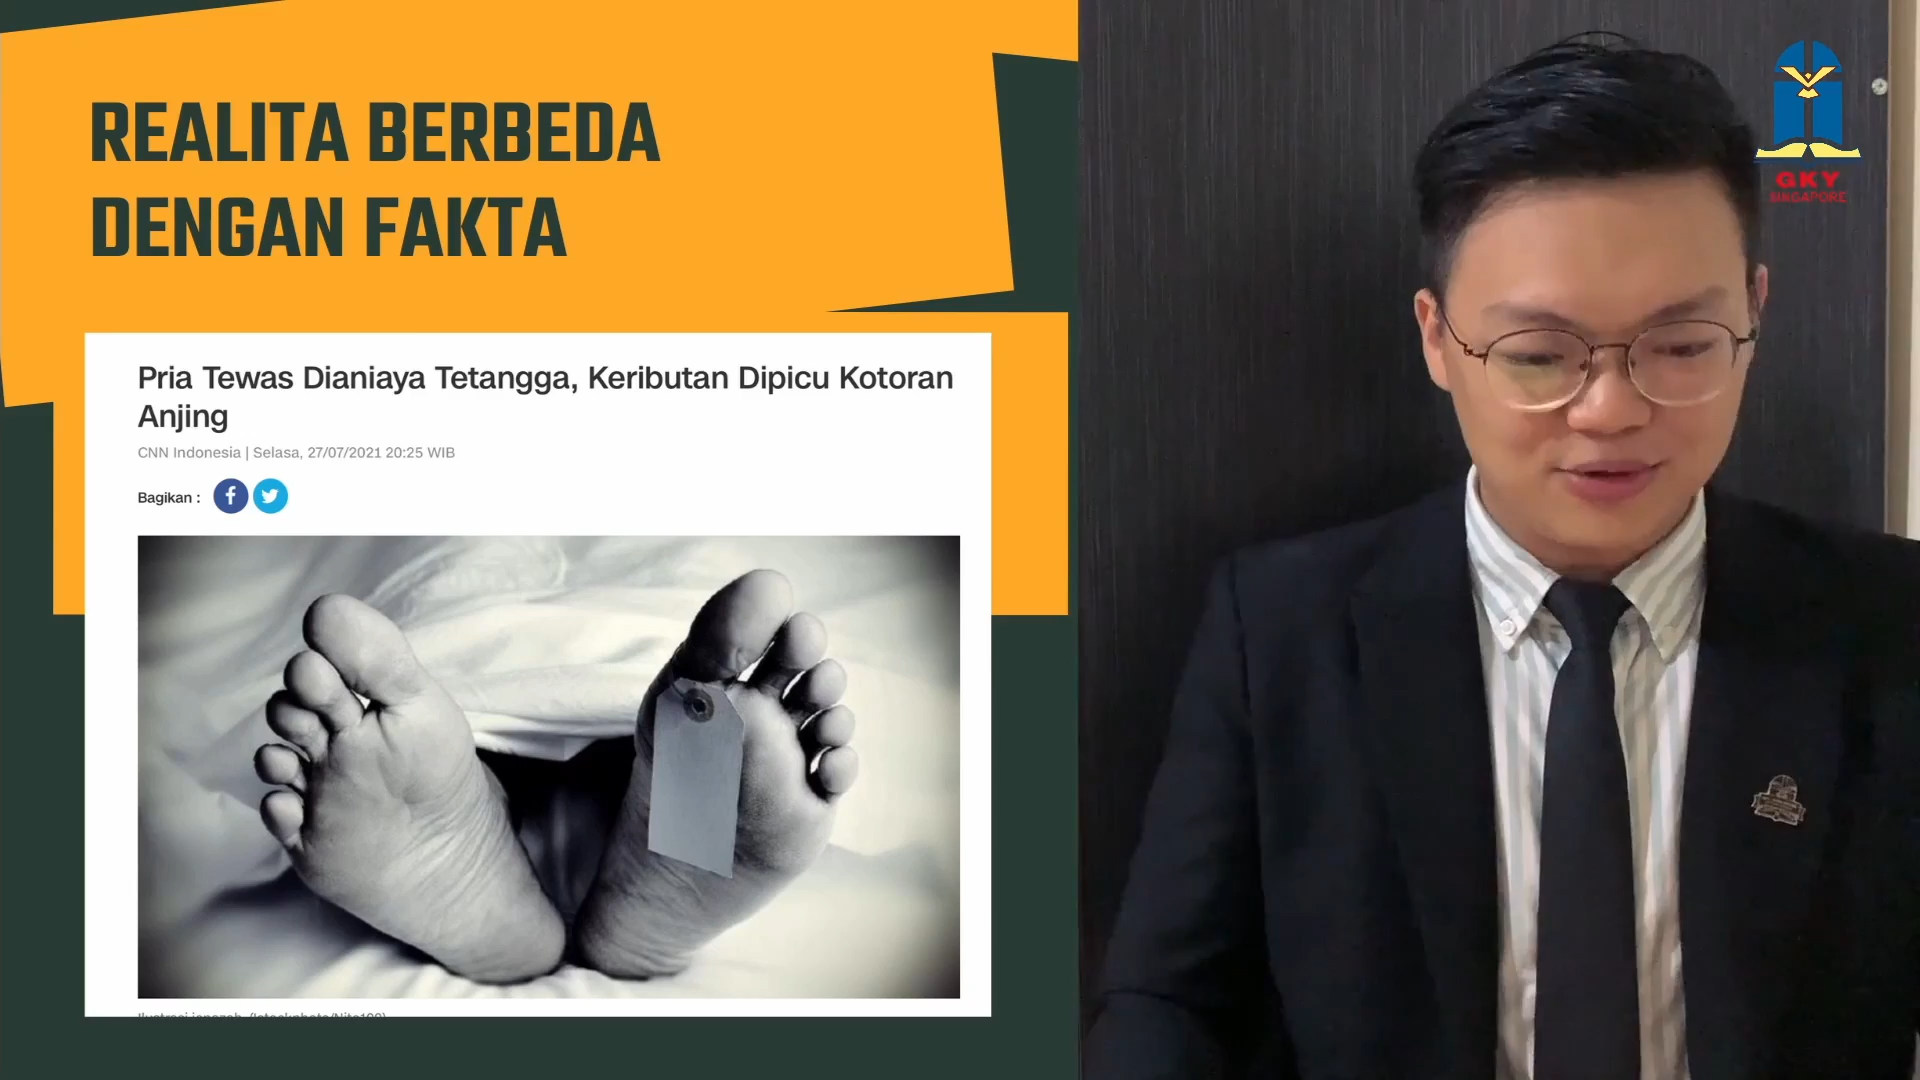 REALITA BERBEDA
DENGAN FAKTA
Pria Tewas Dianiaya Tetangga, Keributan Dipicu Kotoran
Anjing
CNN Indonesia | Selasa, 27/07/2021 20:25 WIB
Bagikan :
GKY
SINGAPORE